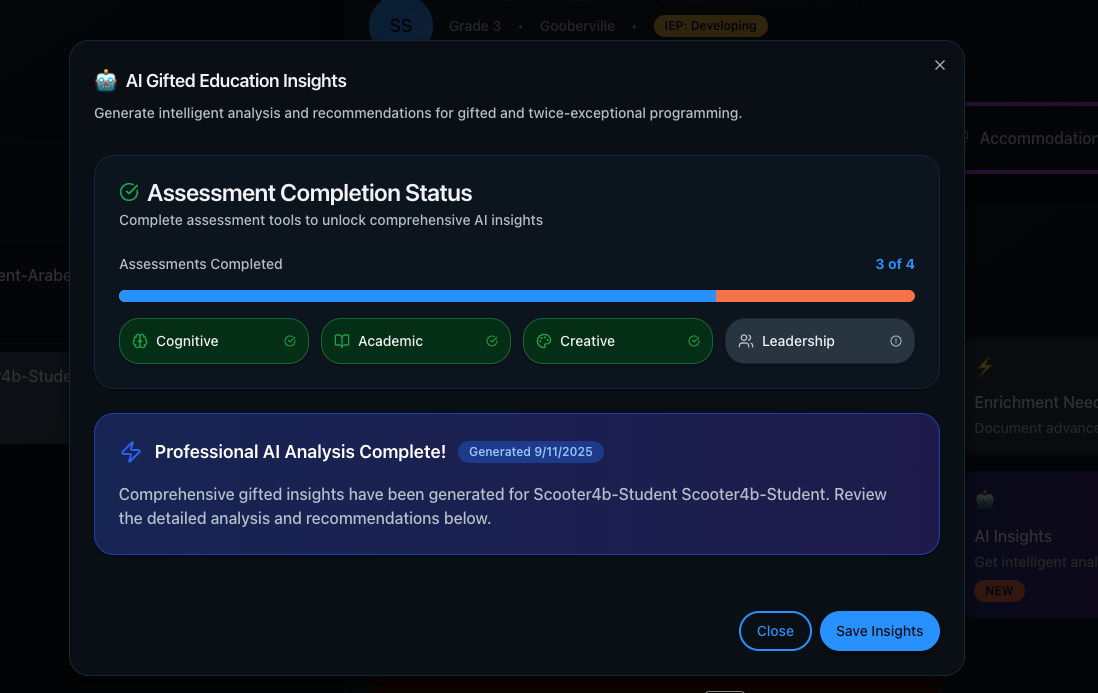 SS
Grade 3 • Gooberville • IEP: Developing
AI Gifted Education Insights
Generate intelligent analysis and recommendations for gifted and twice-exceptional programming.
Accommodation
Assessment Completion Status
Complete assessment tools to unlock comprehensive AI insights
Assessments Completed
3 of 4
ent-Arabe
Cognitive
Academic
Creative
Leadership
r4b-Stude
Enrichment Need
Document advance
Professional AI Analysis Complete!
Generated 9/11/2025
Comprehensive gifted insights have been generated for Scooter4b-Student Scooter4b-Student. Review
the detailed analysis and recommendations below.
AI Insights
Get intelligent anal
NEW
Close
Save Insights